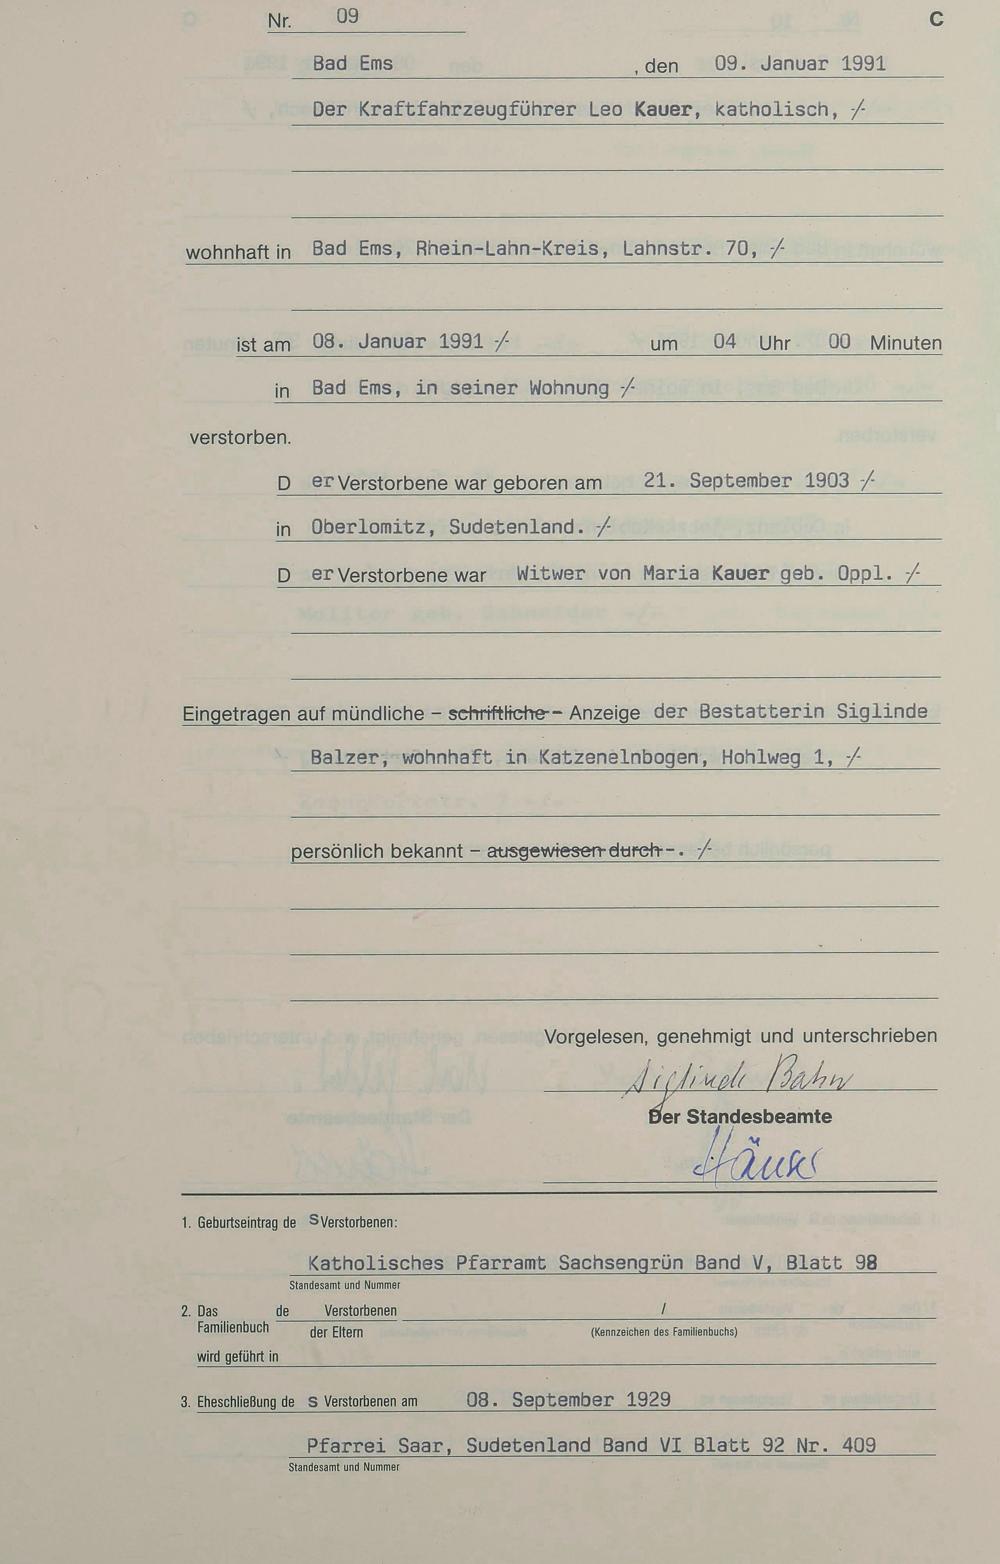 Nr. 09 C
Bad Ems , den 09. Januar 1991
Der Kraftfahrzeugführer Leo Kauer, katholisch, -/-
wohnhaft in Bad Ems, Rhein-Lahn-Kreis, Lahnstr. 70, -/-
ist am 08. Januar 1991 -/- um 04 Uhr 00 Minuten
in Bad Ems, in seiner Wohnung -/-
verstorben.
D er Verstorbene war geboren am 21. September 1903 -/-
in Oberlomitz, Sudetenland. -/-
D er Verstorbene war Witwer von Maria Kauer geb. Oppl. -/-
Eingetragen auf mündliche – schriftliche – Anzeige der Bestatterin Siglinde
Balzer, wohnhaft in Katzenelnbogen, Hohlweg 1, -/-
persönlich bekannt – ausgewiesen durch - . -/-
Vorgelesen, genehmigt und unterschrieben
Siglinde
Der Standesbeamte
1. Geburtseintrag de s Verstorbenen:
Katholisches Pfarramt Sachsengrün Band V, Blatt 98
Standesamt und Nummer
2. Das de Verstorbenen /
Familienbuch der Eltern (Kennzeichen des Familienbuchs)
wird geführt in
3. Eheschließung de s Verstorbenen am 08. September 1929
Pfarrei Saar, Sudetenland Band VI Blatt 92 Nr. 409
Standesamt und Nummer